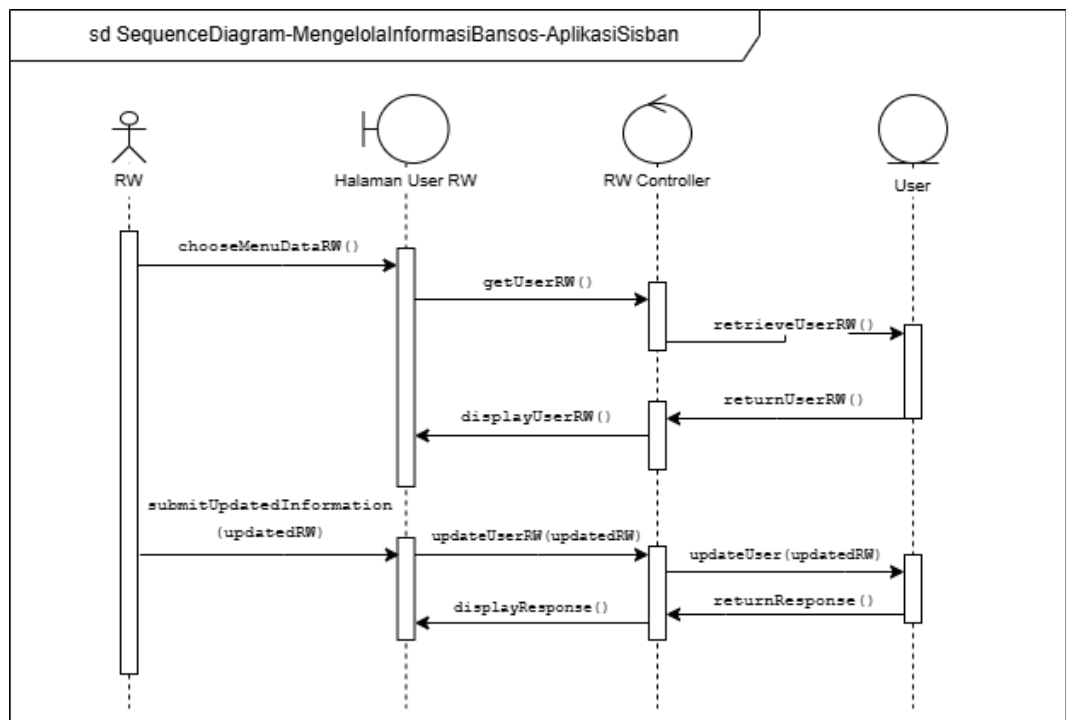 sd SequenceDiagram-MengelolaInformasiBansos-AplikasiSisban
RW
Halaman User RW
RW Controller
User
chooseMenuDataRW()
getUserRW()
retrieveUserRW()
returnUserRW()
displayUserRW()
submitUpdatedInformation
(updatedRW)
updateUserRW(updatedRW)
updateUser(updatedRW)
returnResponse()
displayResponse()